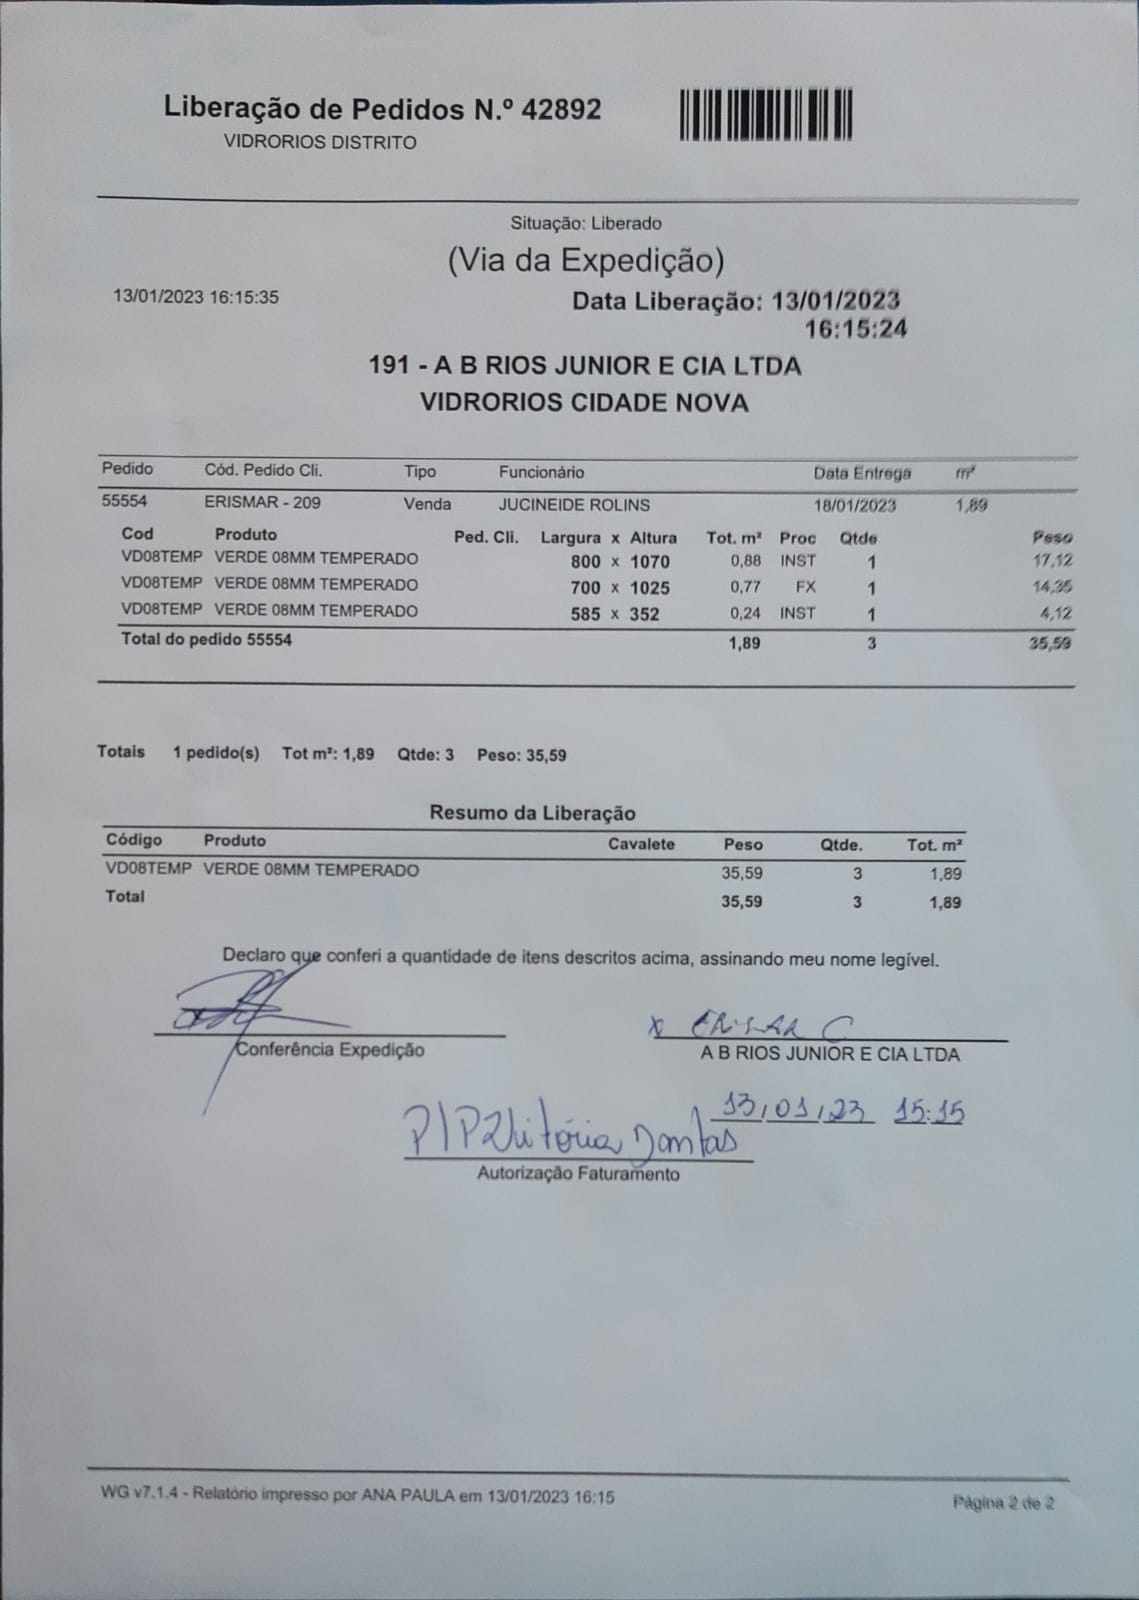 Liberação de Pedidos N.º 42892
VIDRORIOS DISTRITO
Situação: Liberado
(Via da Expedição)
13/01/2023 16:15:35
Data Liberação: 13/01/2023
16:15:24
191 - A B RIOS JUNIOR E CIA LTDA
VIDRORIOS CIDADE NOVA
Pedido Cód. Pedido Cli. Tipo Funcionário Data Entrega m²
55554 ERISMAR - 209 Venda JUCINEIDE ROLINS 18/01/2023 1,89
Cod Produto Ped. Cli. Largura x Altura Tot. m² Proc Qtde Peso
VD08TEMP VERDE 08MM TEMPERADO 800 x 1070 0,88 INST 1 17,12
VD08TEMP VERDE 08MM TEMPERADO 700 x 1025 0,77 FX 1 14,35
VD08TEMP VERDE 08MM TEMPERADO 585 x 352 0,24 INST 1 4,12
Total do pedido 55554 1,89 3 35,59
Totais 1 pedido(s) Tot m²: 1,89 Qtde: 3 Peso: 35,59
Resumo da Liberação
Código Produto Cavalete Peso Qtde. Tot. m²
VD08TEMP VERDE 08MM TEMPERADO 35,59 3 1,89
Total 35,59 3 1,89
Declaro que conferi a quantidade de itens descritos acima, assinando meu nome legível.
x ERISMAR C
Conferência Expedição A B RIOS JUNIOR E CIA LTDA
13/01/23 15:15
Vitória Dantas
Autorização Faturamento
WG v7.1.4 - Relatório impresso por ANA PAULA em 13/01/2023 16:15
Página 2 de 2